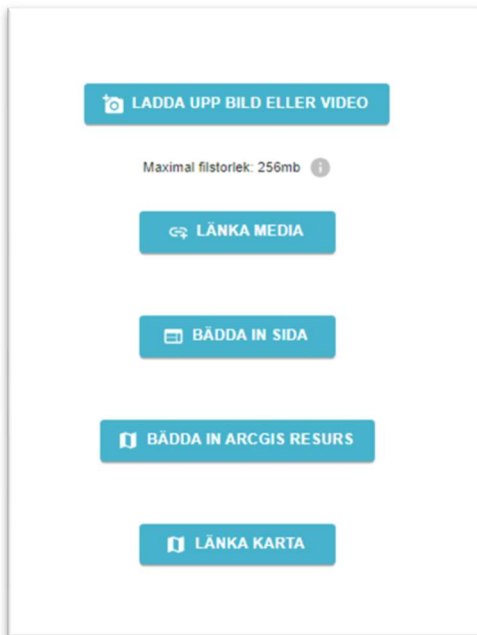 LADDA UPP BILD ELLER VIDEO
Maximal filstorlek: 256mb
LÄNKA MEDIA
BÄDDA IN SIDA
BÄDDA IN ARCGIS RESURS
LÄNKA KARTA